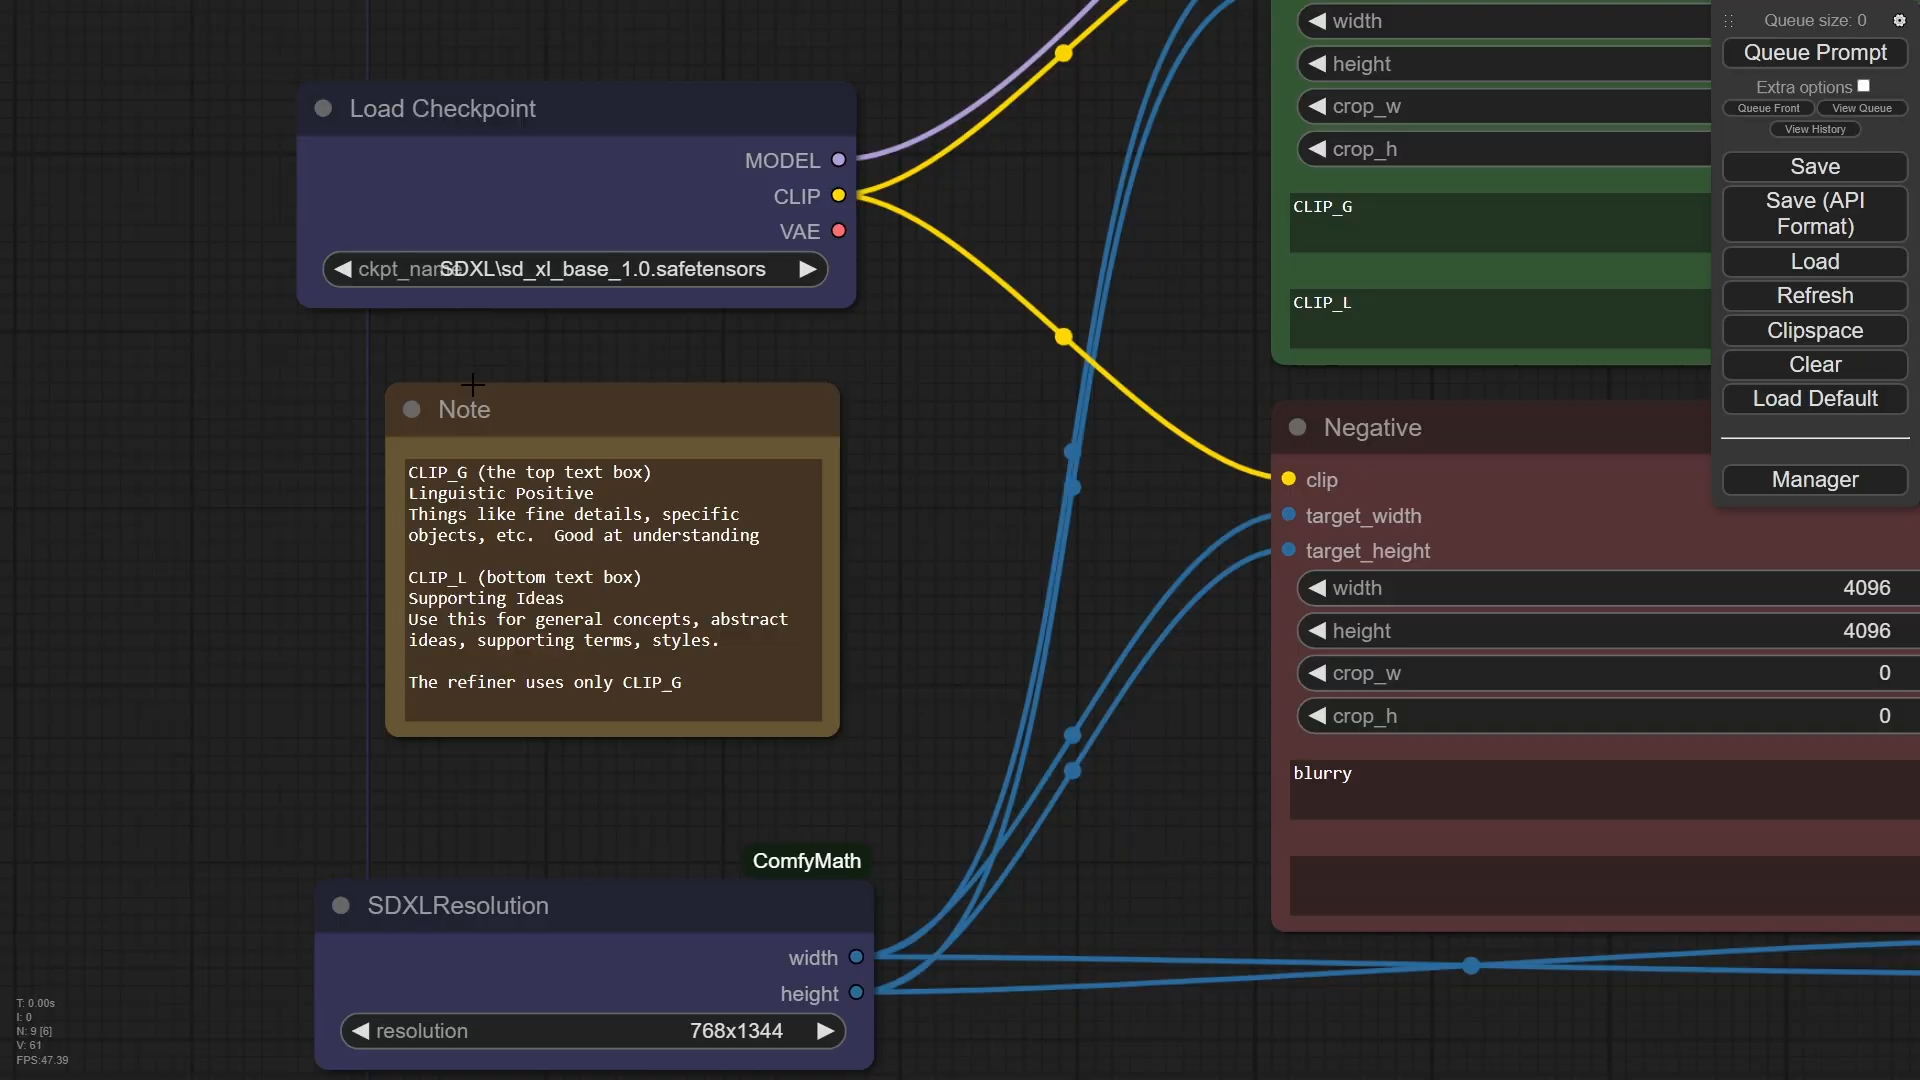 width
height
crop_w
crop_h
CLIP_G
CLIP_L
Queue size: 0
Queue Prompt
Extra options
Queue Front
View Queue
View History
Save
Save (API
Format)
Load
Refresh
Clipspace
Clear
Load Default
Manager
Load Checkpoint
MODEL
CLIP
VAE
ckpt_name SDXL\sd_xl_base_1.0.safetensors
Note
CLIP_G (the top text box)
Linguistic Positive
Things like fine details, specific
objects, etc.  Good at understanding
CLIP_L (bottom text box)
Supporting Ideas
Use this for general concepts, abstract
ideas, supporting terms, styles.
The refiner uses only CLIP_G
Negative
clip
target_width
target_height
width 4096
height 4096
crop_w 0
crop_h 0
blurry
ComfyMath
SDXLResolution
width
height
resolution 768x1344
T: 0.00s
I: 0
N: 9 [6]
V: 61
FPS:47.39